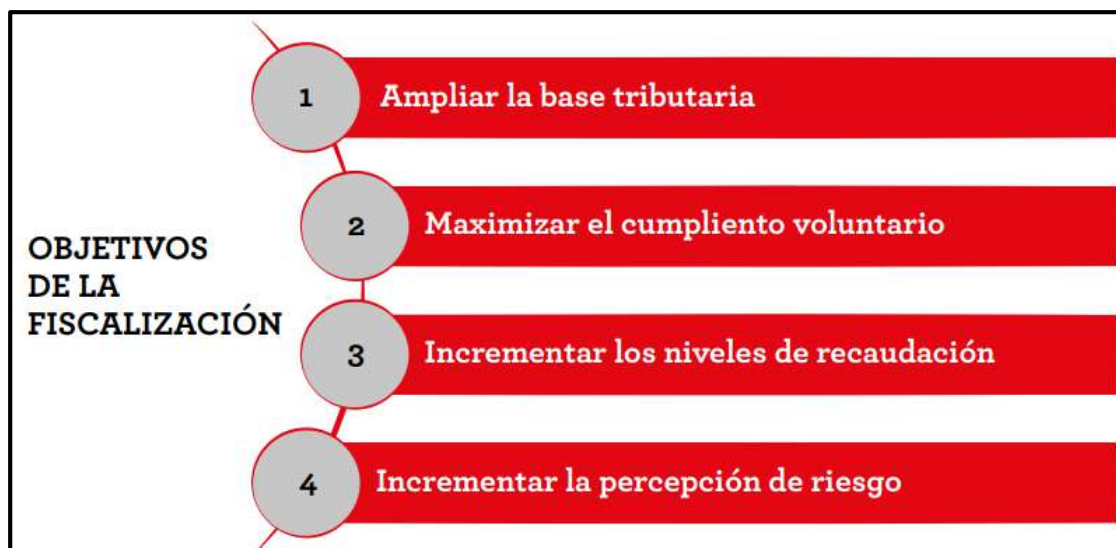 OBJETIVOS
DE LA
FISCALIZACIÓN
1 Ampliar la base tributaria
2 Maximizar el cumpliento voluntario
3 Incrementar los niveles de recaudación
4 Incrementar la percepción de riesgo